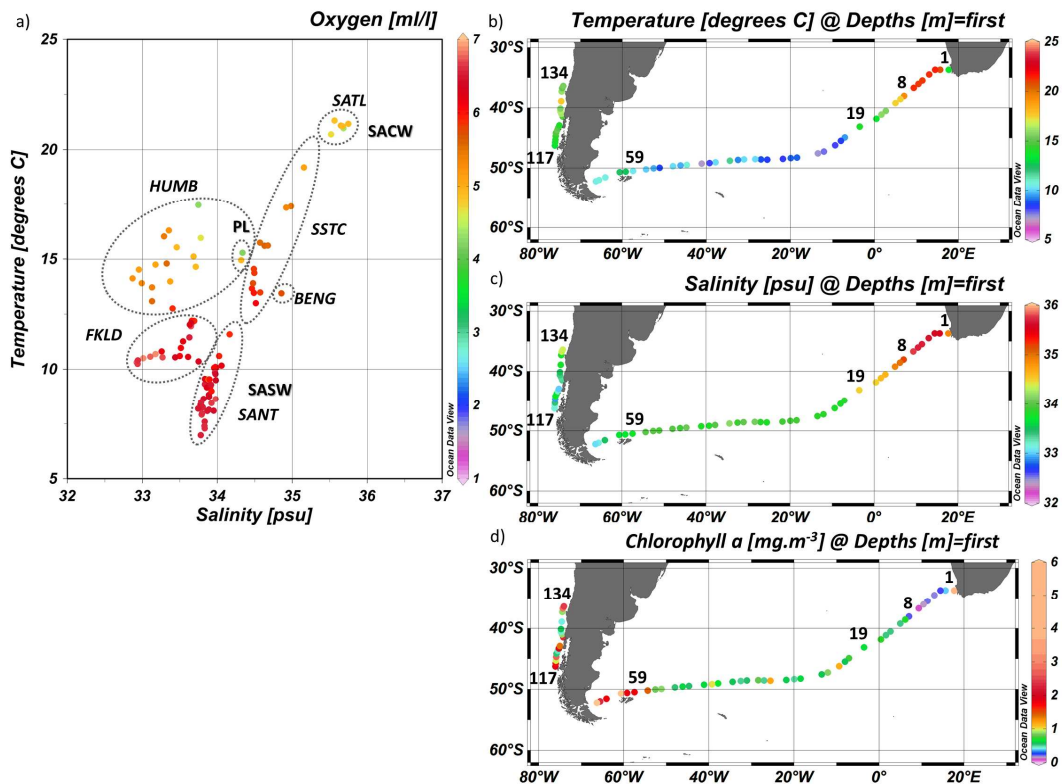 a)
Oxygen [ml/l]
25
20
15
10
5
32
33
34
35
36
37
Temperature [degrees C]
Salinity [psu]
SATL
SACW
HUMB
PL
SSTC
BENG
FKLD
SASW
SANT
7
6
5
4
3
2
1
Ocean Data View
b)
Temperature [degrees C] @ Depths [m]=first
30°S
40°S
50°S
60°S
134
117
59
19
8
1
25
20
15
10
5
Ocean Data View
c)
Salinity [psu] @ Depths [m]=first
30°S
40°S
50°S
60°S
80°W
60°W
40°W
20°W
0°
20°E
134
117
59
19
8
1
36
35
34
33
32
Ocean Data View
80°W
60°W
40°W
20°W
0°
20°E
d)
Chlorophyll a [mg.m-3] @ Depths [m]=first
30°S
40°S
50°S
60°S
134
117
59
19
8
1
6
5
4
3
2
1
0
Ocean Data View
80°W
60°W
40°W
20°W
0°
20°E